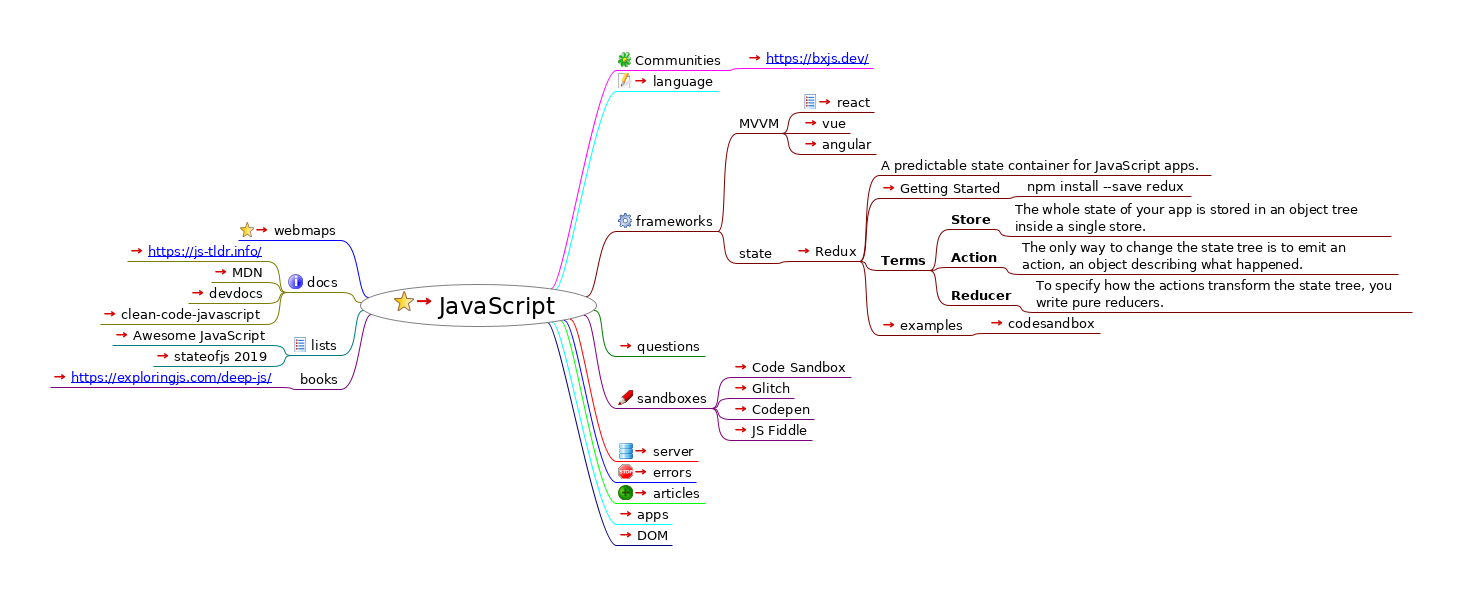 JavaScript
Communities
https://bxjs.dev/
language
frameworks
MVVM
react
vue
angular
state
Redux
A predictable state container for JavaScript apps.
Getting Started
npm install --save redux
Terms
Store
The whole state of your app is stored in an object tree
inside a single store.
Action
The only way to change the state tree is to emit an
action, an object describing what happened.
Reducer
To specify how the actions transform the state tree, you
write pure reducers.
examples
codesandbox
questions
sandboxes
Code Sandbox
Glitch
Codepen
JS Fiddle
server
STOP
errors
articles
apps
DOM
webmaps
docs
https://js-tldr.info/
MDN
devdocs
clean-code-javascript
lists
Awesome JavaScript
stateofjs 2019
books
https://exploringjs.com/deep-js/